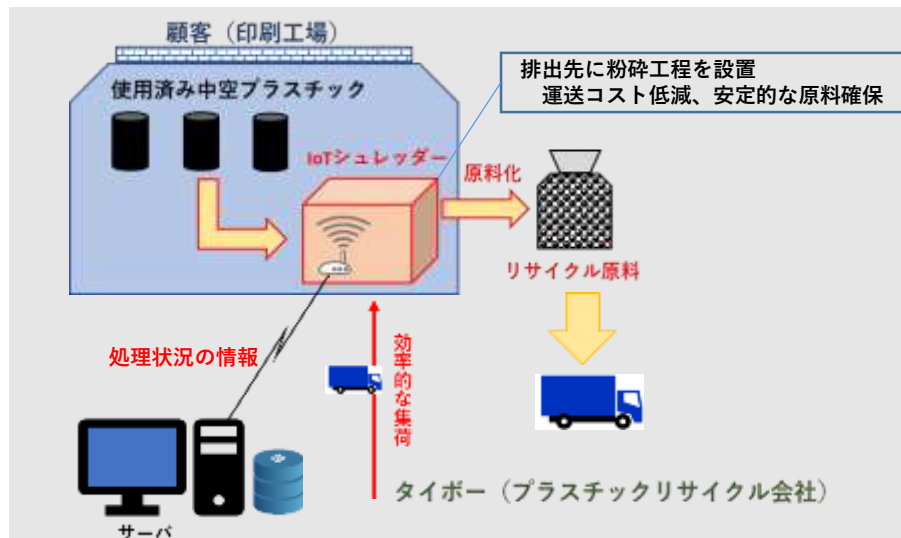 顧客（印刷工場）
排出先に粉砕工程を設置
運送コスト低減、安定的な原料確保
使用済み中空プラスチック
IoTシュレッダー
原料化
リサイクル原料
処理状況の情報
効率的な集荷
タイボー（プラスチックリサイクル会社）
サーバ